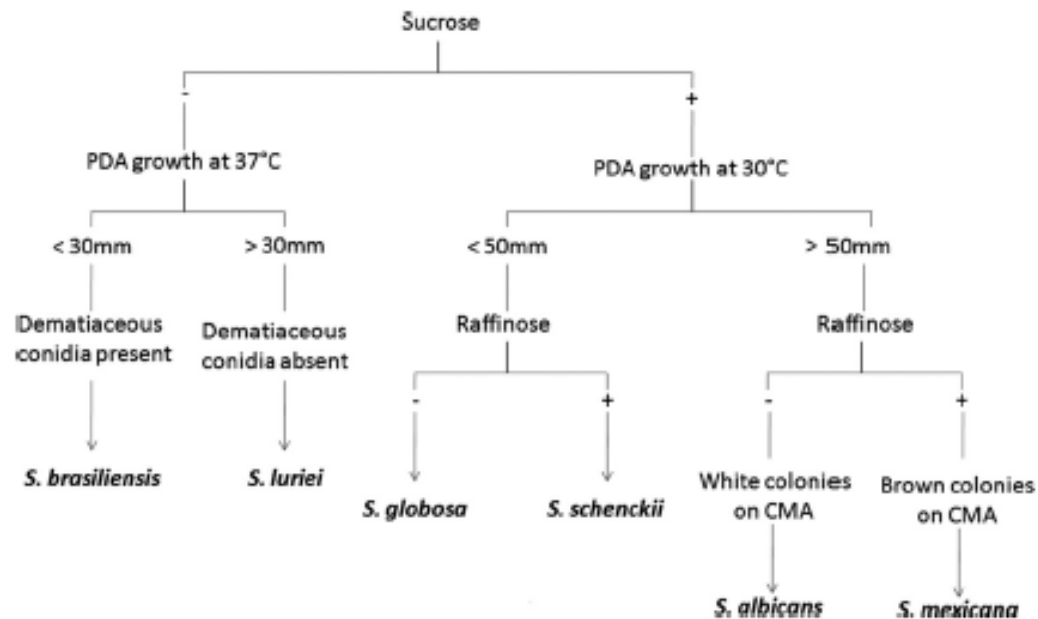 Sucrose
- +
PDA growth at 37°C PDA growth at 30°C
< 30mm > 30mm < 50mm > 50mm
Dematiaceous
conidia present
Dematiaceous
conidia absent
Raffinose Raffinose
- + - +
S. brasiliensis S. luriei
S. globosa S. schenckii
White colonies
on CMA
Brown colonies
on CMA
S. albicans S. mexicana